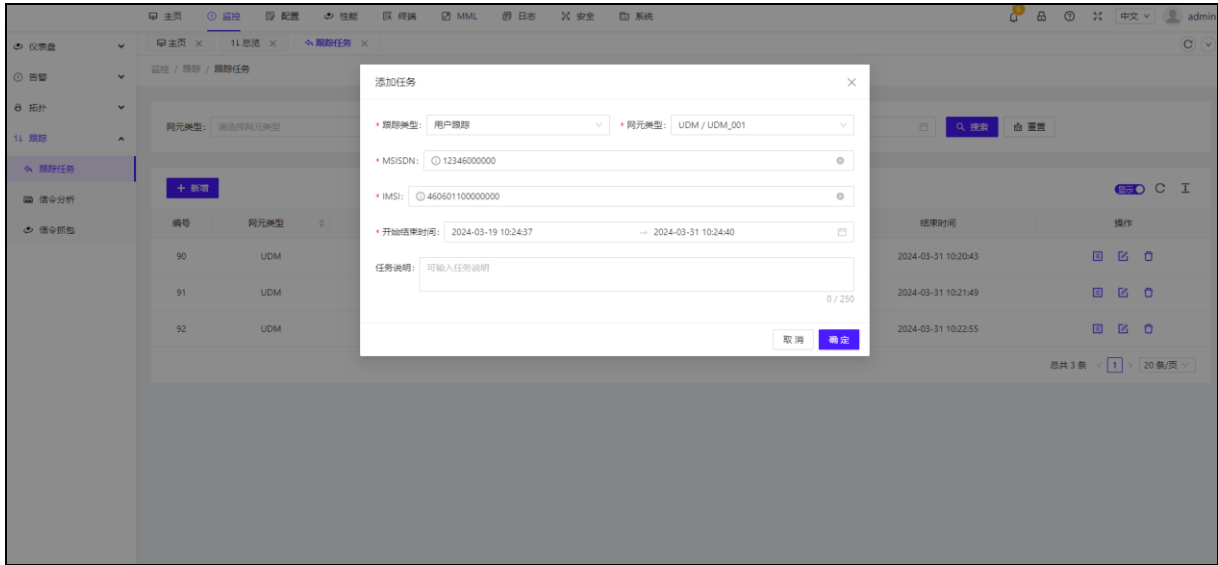 主页 监控 配置 性能 终端 MML 日志 安全 系统 6 中文 admin
仪表盘 主页 总览 跟踪任务
告警 监控 / 跟踪 / 跟踪任务
拓扑
跟踪
跟踪任务
信令分析
信令抓包
网元类型: 请选择网元类型 搜索 重置
+ 新增 显示
编号 网元类型 结束时间 操作
90 UDM 2024-03-31 10:20:43
91 UDM 2024-03-31 10:21:49
92 UDM 2024-03-31 10:22:55
总共 3 条 < 1 > 20 条/页
添加任务
* 跟踪类型: 用户跟踪 * 网元类型: UDM / UDM_001
* MSISDN: 12346000000
* IMSI: 460601100000000
* 开始结束时间: 2024-03-19 10:24:37 → 2024-03-31 10:24:40
任务说明: 可输入任务说明
0 / 250
取消 确定